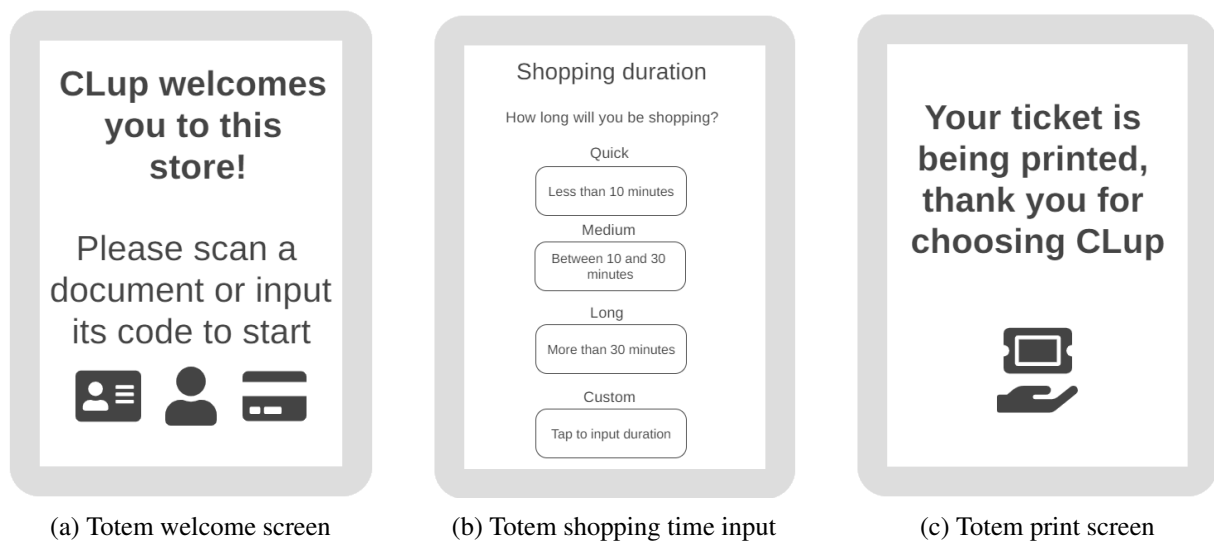 CLup welcomes
you to this
store!
Please scan a
document or input
its code to start
(a) Totem welcome screen
Shopping duration
How long will you be shopping?
Quick
Less than 10 minutes
Medium
Between 10 and 30
minutes
Long
More than 30 minutes
Custom
Tap to input duration
(b) Totem shopping time input
Your ticket is
being printed,
thank you for
choosing CLup
(c) Totem print screen